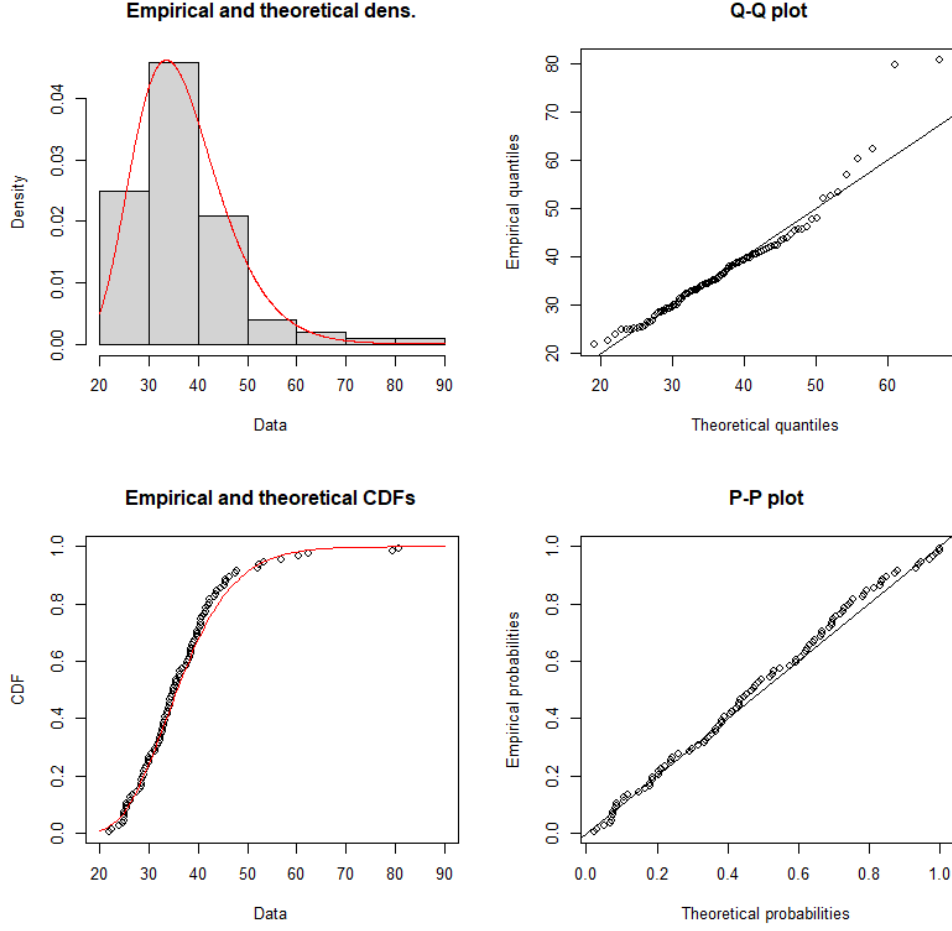 Empirical and theoretical dens.
Density
0.00 0.01 0.02 0.03 0.04
20 30 40 50 60 70 80 90
Data
Q-Q plot
Empirical quantiles
20 30 40 50 60 70 80
20 30 40 50 60
Theoretical quantiles
Empirical and theoretical CDFs
CDF
0.0 0.2 0.4 0.6 0.8 1.0
20 30 40 50 60 70 80 90
Data
P-P plot
Empirical probabilities
0.0 0.2 0.4 0.6 0.8 1.0
0.0 0.2 0.4 0.6 0.8 1.0
Theoretical probabilities